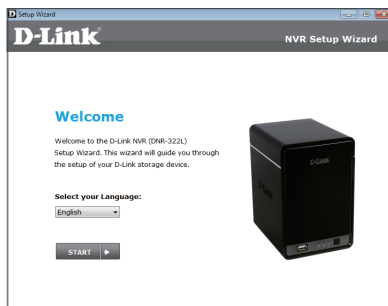 Setup Wizard
D-Link
NVR Setup Wizard
Welcome
Welcome to the D-Link NVR (DNR-322L)
Setup Wizard. This wizard will guide you through
the setup of your D-Link storage device.
Select your Language:
English
START
D-Link
D-Link